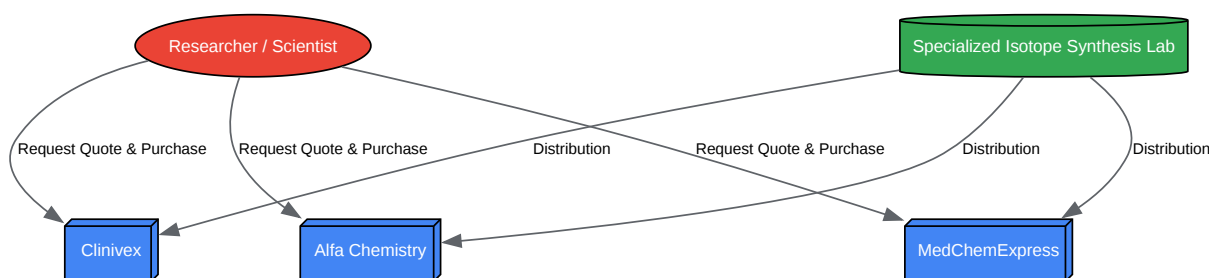 Researcher / Scientist
Specialized Isotope Synthesis Lab
Request Quote & Purchase
Request Quote & Purchase
Distribution
Request Quote & Purchase
Distribution
Distribution
Clinivex
Alfa Chemistry
MedChemExpress